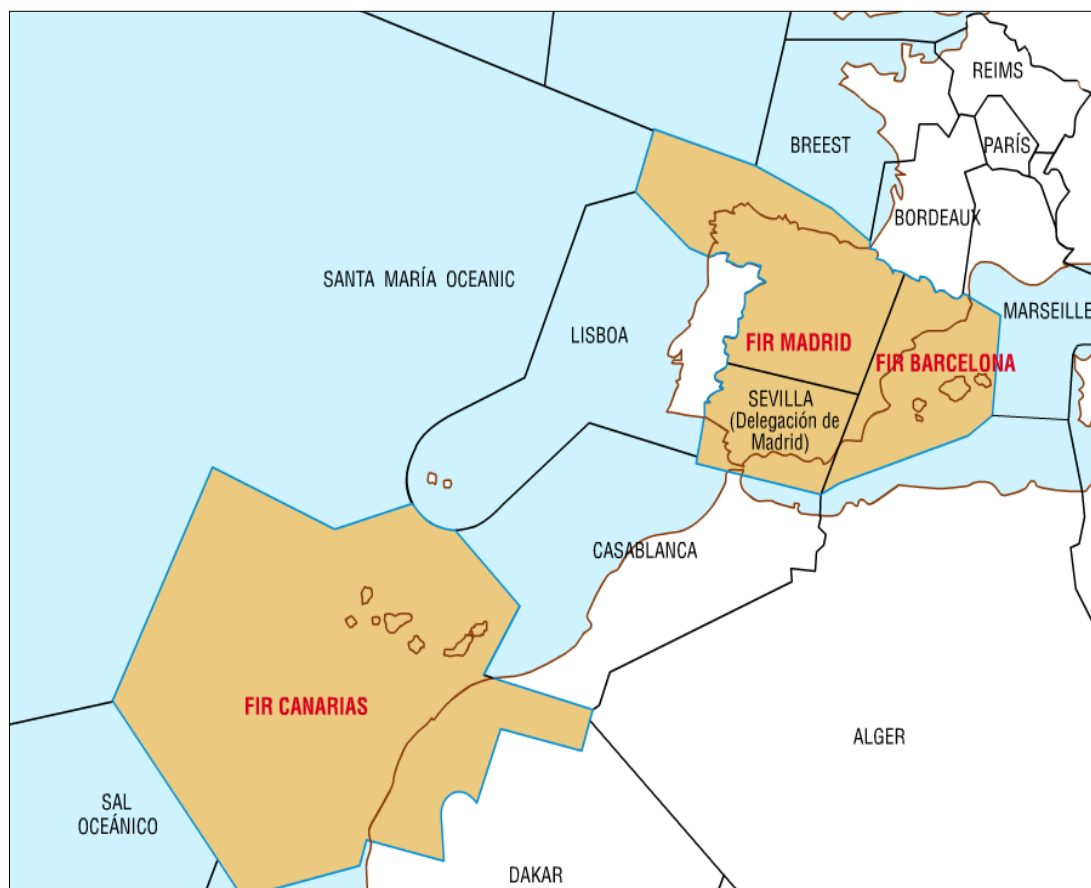 REIMS
BREEST
PARÍS
BORDEAUX
SANTA MARÍA OCEANIC
MARSEILLE
LISBOA
FIR MADRID
FIR BARCELONA
SEVILLA
(Delegación de
Madrid)
CASABLANCA
FIR CANARIAS
ALGER
SAL
OCEÁNICO
DAKAR